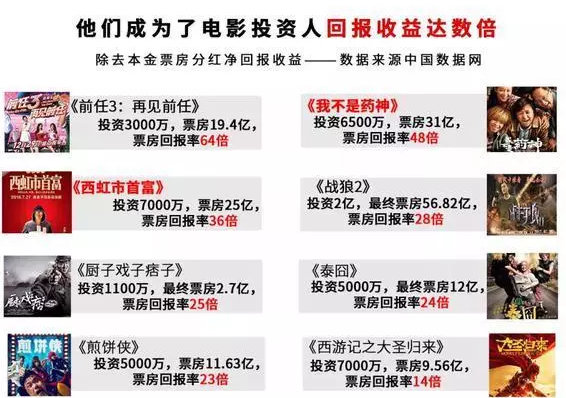 他们成为了电影投资人回报收益达数倍
除去本金票房分红净回报收益——数据来源中国数据网
《前任3：再见前任》
投资3000万，票房19.4亿，
票房回报率64倍
《我不是药神》
投资6500万，票房31亿，
票房回报率48倍
《西虹市首富》
投资7000万，票房25亿，
票房回报率36倍
《战狼2》
投资2亿，最终票房56.82亿，
票房回报率28倍
《厨子戏子痞子》
投资1100万，最终票房2.7亿，
票房回报率25倍
《泰囧》
投资5000万，最终票房12亿，
票房回报率24倍
《煎饼侠》
投资5000万，票房11.63亿，
票房回报率23倍
《西游记之大圣归来》
投资7000万，票房9.56亿，
票房回报率14倍
前任3
再见前任
西虹市首富
煎饼侠
大圣归来